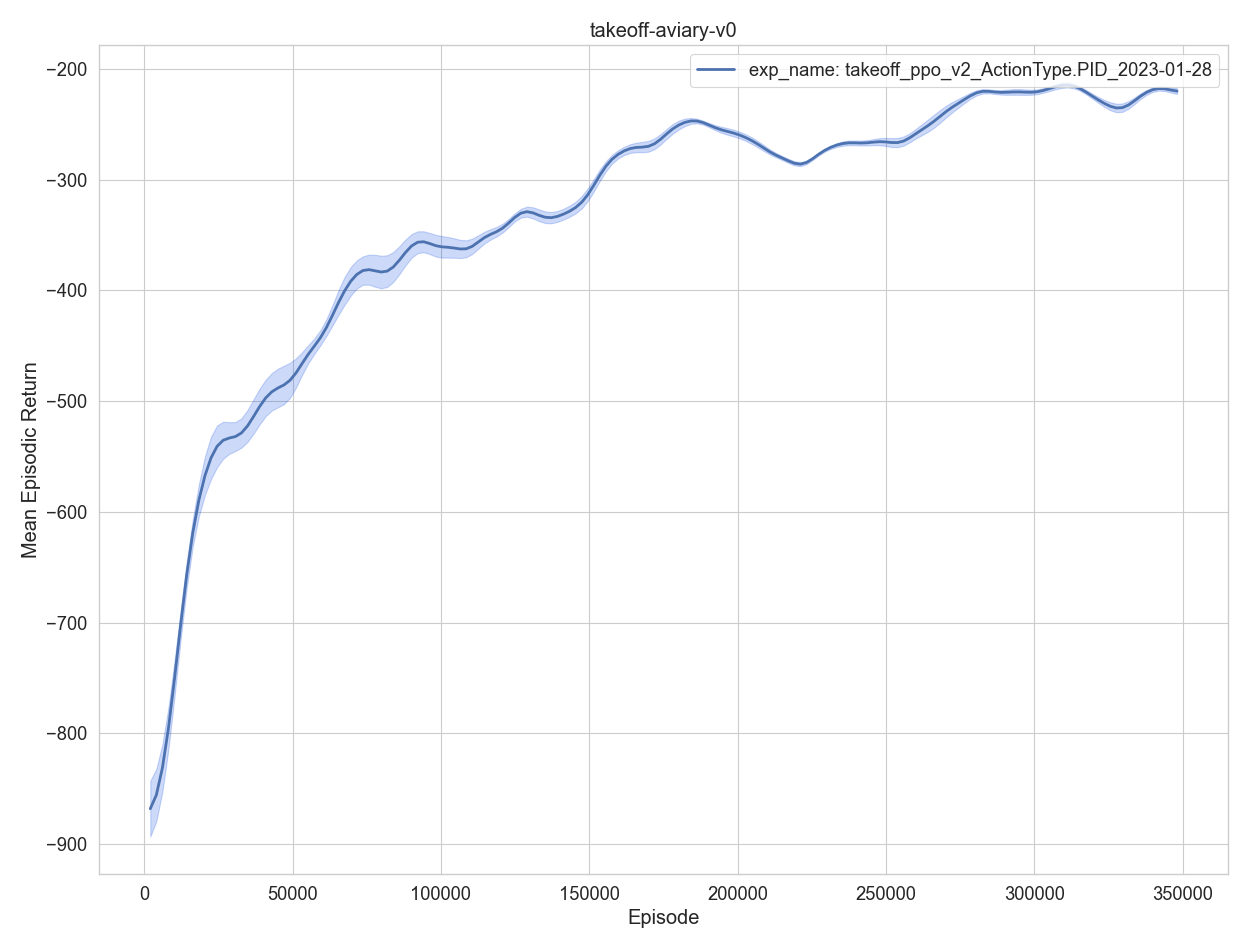 takeoff-aviary-v0
exp_name: takeoff_ppo_v2_ActionType.PID_2023-01-28
−200
−300
−400
−500
−600
−700
−800
−900
Mean Episodic Return
0 50000 100000 150000 200000 250000 300000 350000
Episode